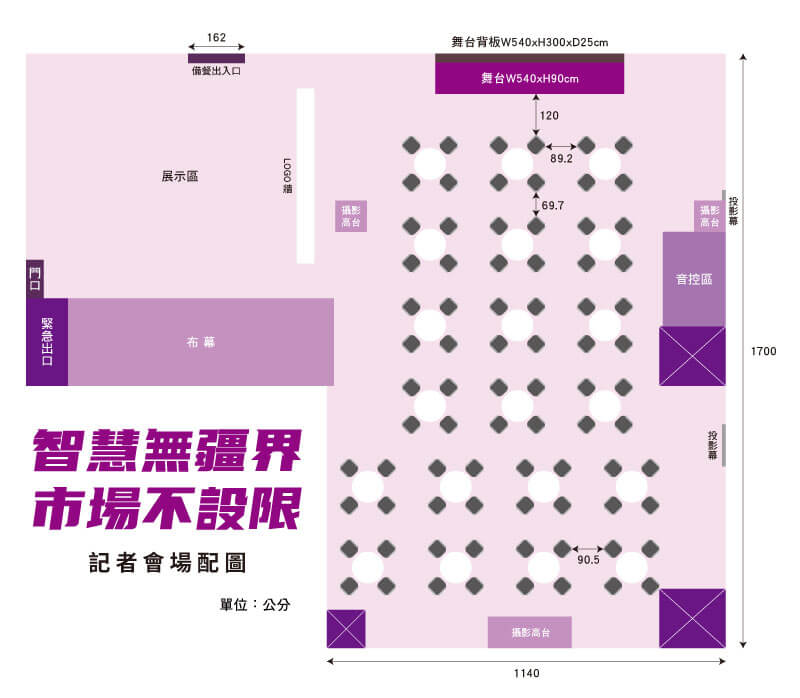 162
備餐出入口
舞台背板W540xH300xD25cm
舞台W540xH90cm
120
89.2
69.7
展示區
LOGO牆
攝影
高台
投影幕
攝影
高台
音控區
門口
緊急出口
布幕
1700
投影幕
智慧無疆界
市場不設限
記者會場配圖
單位：公分
90.5
攝影高台
1140